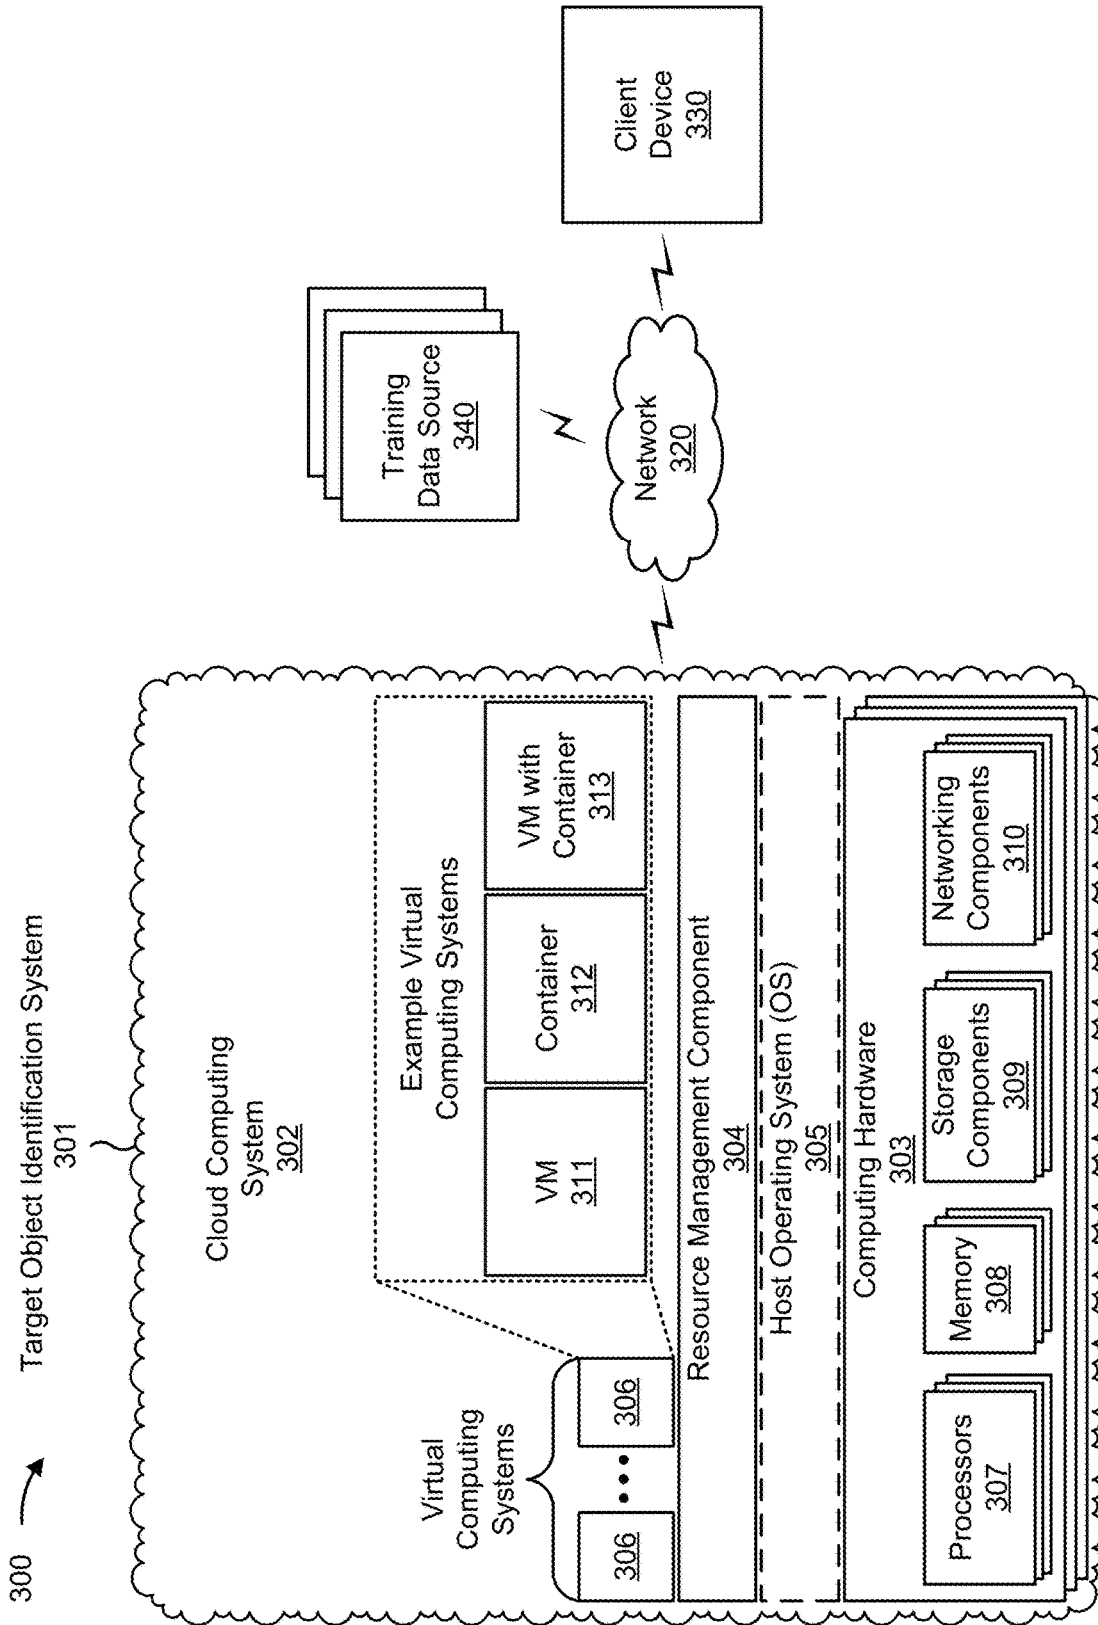 300
Target Object Identification System
301
Cloud Computing
System
302
Virtual
Computing
Systems
306
306
Example Virtual
Computing Systems
VM
311
Container
312
VM with
Container
313
Resource Management Component
304
Host Operating System (OS)
305
Computing Hardware
303
Processors
307
Memory
308
Storage
Components
309
Networking
Components
310
Training
Data Source
340
Network
320
Client
Device
330